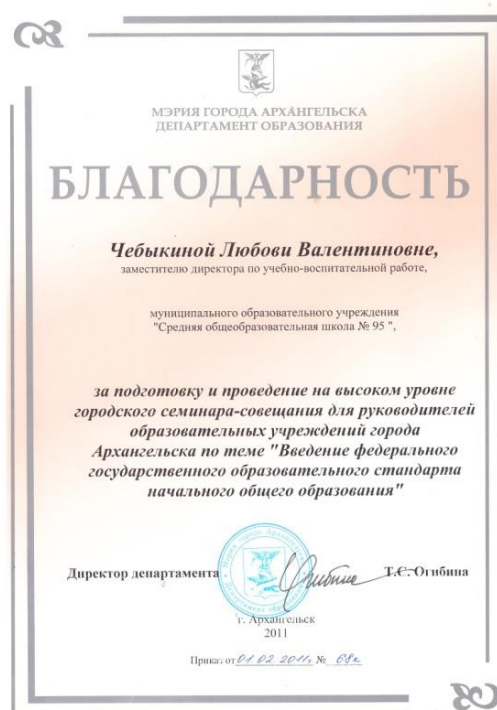 МЭРИЯ ГОРОДА АРХАНГЕЛЬСКА
ДЕПАРТАМЕНТ ОБРАЗОВАНИЯ
БЛАГОДАРНОСТЬ
Чебыкиной Любови Валентиновне,
заместителю директора по учебно-воспитательной работе,
муниципального образовательного учреждения
"Средняя общеобразовательная школа № 95 ",
за подготовку и проведение на высоком уровне
городского семинара-совещания для руководителей
образовательных учреждений города
Архангельска по теме "Введение федерального
государственного образовательного стандарта
начального общего образования"
Директор департамента Т.С. Огибина
г. Архангельск
2011
Приказ от 01.02.2011г № 68к